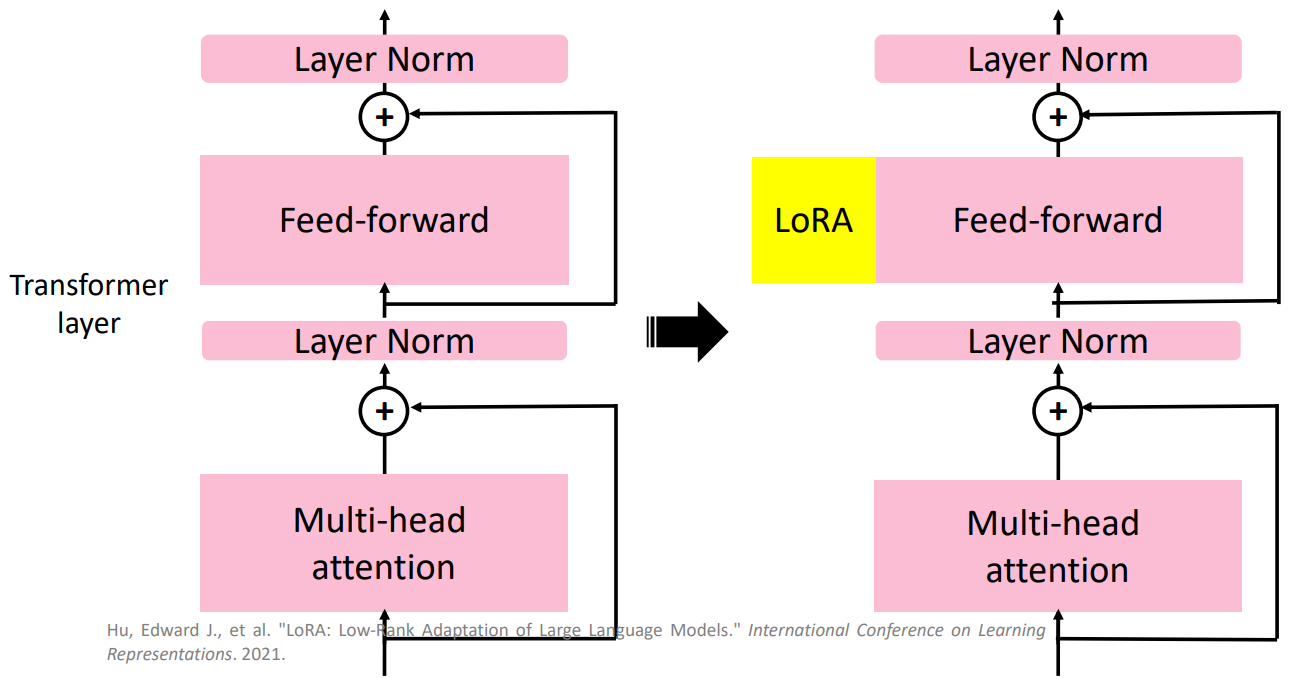 Layer Norm
+
Feed-forward
Layer Norm
+
Multi-head
attention
Transformer
layer
Layer Norm
+
LoRA
Feed-forward
Layer Norm
+
Multi-head
attention
Hu, Edward J., et al. "LoRA: Low-Rank Adaptation of Large Language Models." International Conference on Learning
Representations. 2021.